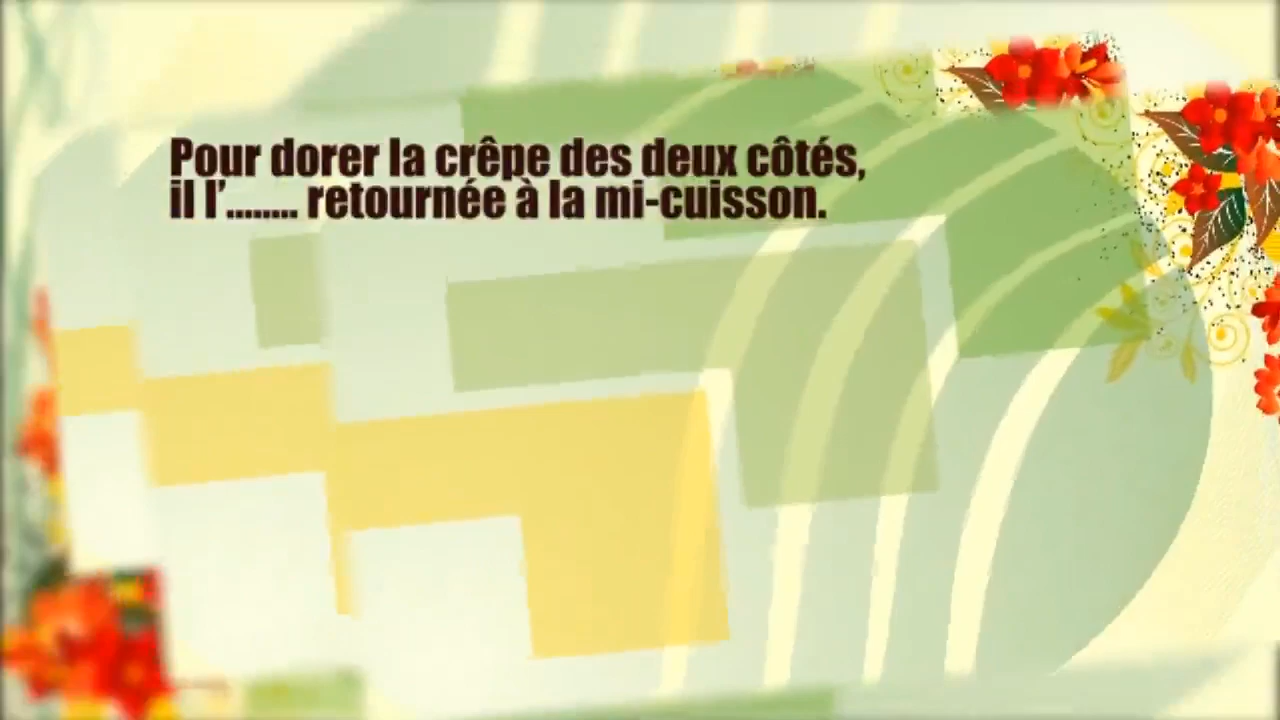 Pour dorer la crêpe des deux côtés,
il l’........ retournée à la mi-cuisson.